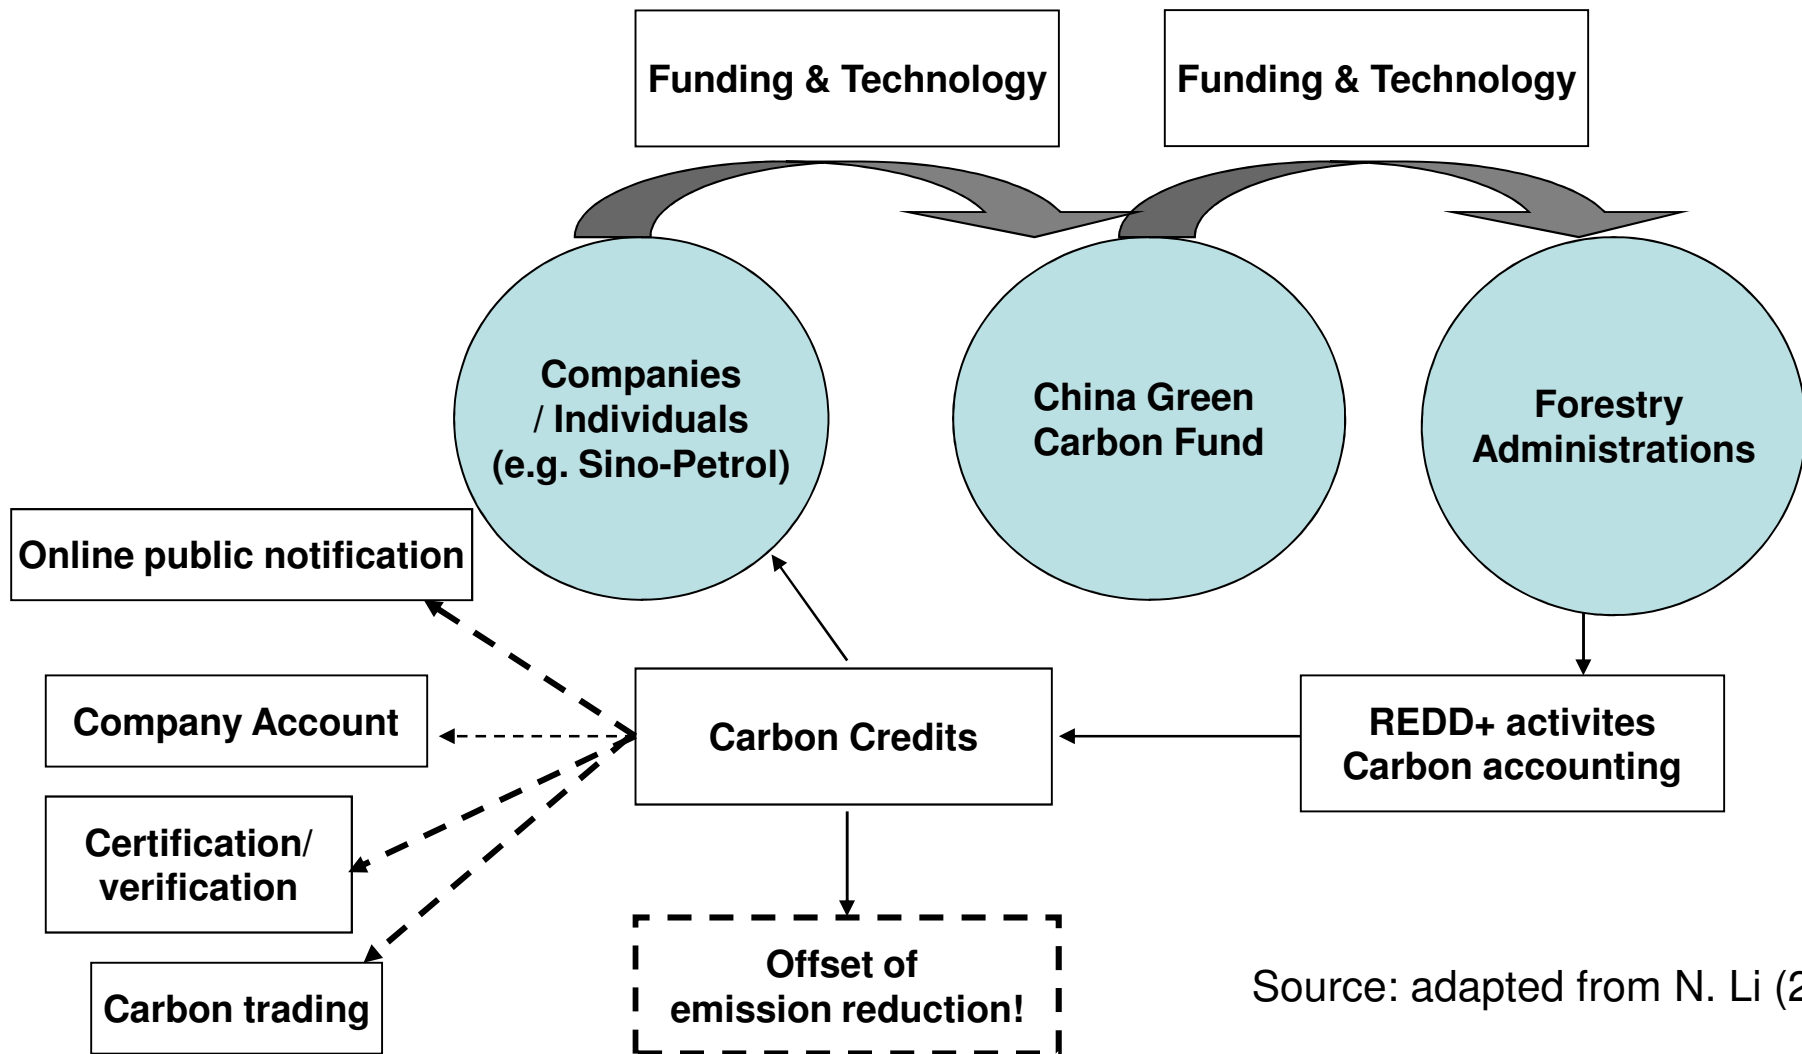 Funding & Technology
Funding & Technology
Companies
/ Individuals
(e.g. Sino-Petrol)
China Green
Carbon Fund
Forestry
Administrations
Online public notification
Company Account
Carbon Credits
REDD+ activites
Carbon accounting
Certification/
verification
Carbon trading
Offset of
emission reduction!
Source: adapted from N. Li (2